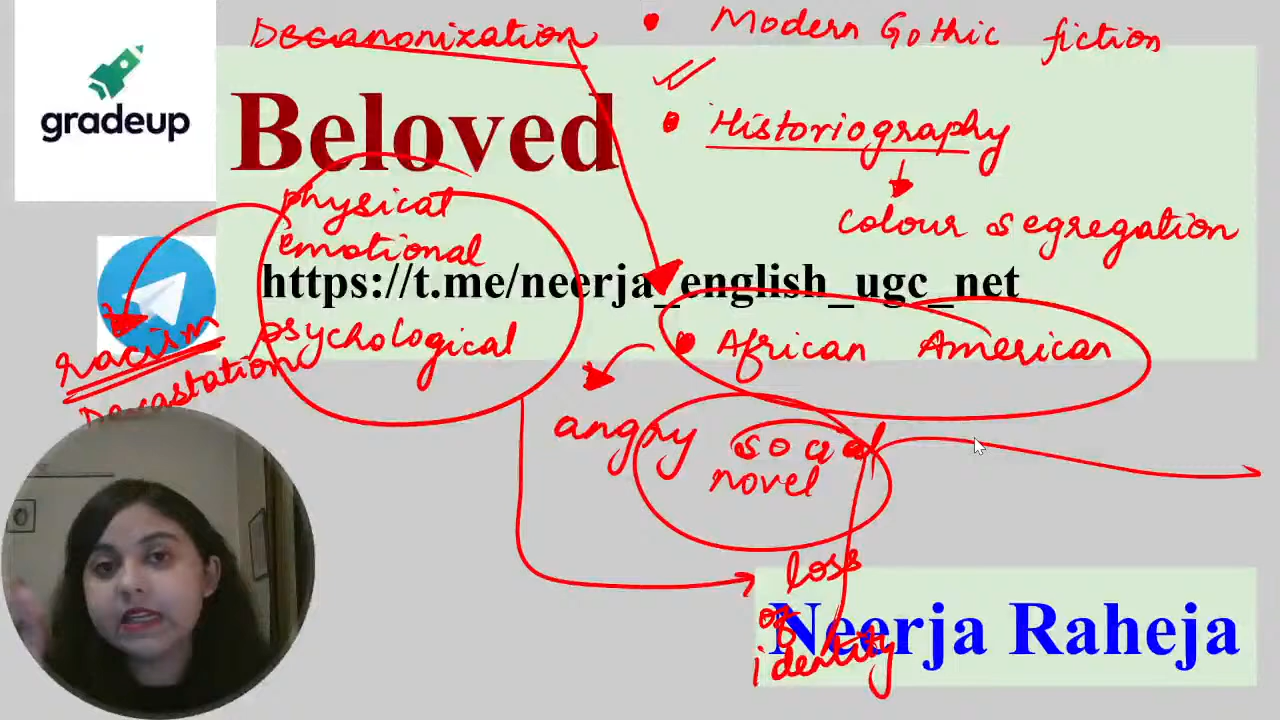 Decanonization
• Modern Gothic fiction
gradeup
Beloved
• Historiography
colour segregation
physical
emotional
https://t.me/neerja_english_ugc_net
racism
psychological
• African American
Devastation
angry social
novel
loss
of
identity
Neerja Raheja